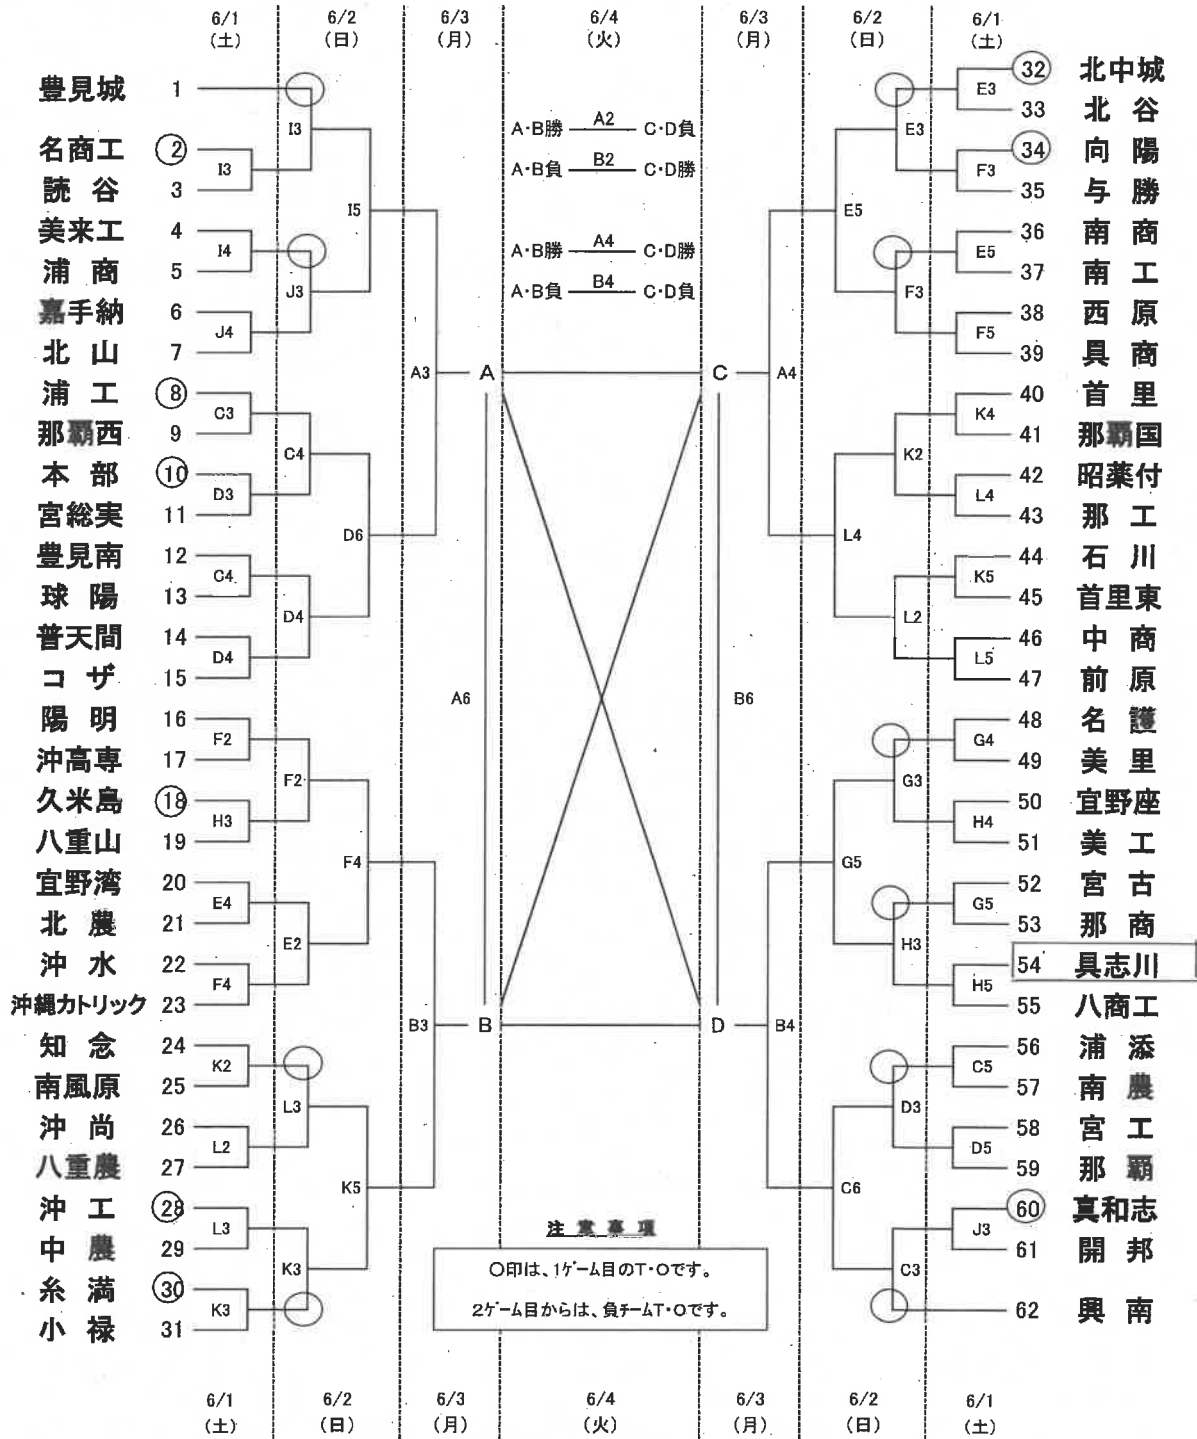 6/1 6/2 6/3 6/4 6/3 6/2 6/1
(土) (日) (月) (火) (月) (日) (土)
豊見城 1
名商工 2
読谷 3
美来工 4
浦商 5
嘉手納 6
北山 7
浦工 8
那覇西 9
本部 10
宮総実 11
豊見南 12
球陽 13
普天間 14
コザ 15
陽明 16
沖高専 17
久米島 18
八重山 19
宜野湾 20
北農 21
沖水 22
沖縄カトリック 23
知念 24
南風原 25
沖尚 26
八重農 27
沖工 28
中農 29
糸満 30
小禄 31
I3
I4
J4
C3
D3
C4
D4
F2
H3
E4
F4
K2
L2
L3
K3
I3
J3
C4
D4
F2
E2
L3
K3
I5
D6
F4
K5
A3
B3
A
B
A6
A・B勝 A2 C・D負
A・B負 B2 C・D勝
A・B勝 A4 C・D勝
A・B負 B4 C・D負
C
D
B6
A4
B4
E5
L4
G5
C6
E3
F3
K2
L2
G3
H3
D3
C3
E3
F3
E5
F5
K4
L4
K5
L5
G4
H4
G5
H5
C5
D5
J3
32 北中城
33 北谷
34 向陽
35 与勝
36 南商
37 南工
38 西原
39 具商
40 首里
41 那覇国
42 昭薬付
43 那工
44 石川
45 首里東
46 中商
47 前原
48 名護
49 美里
50 宜野座
51 美工
52 宮古
53 那商
54 具志川
55 八商工
56 浦添
57 南農
58 宮工
59 那覇
60 真和志
61 開邦
62 興南
注意事項
〇印は、1ゲーム目のT・Oです。
2ゲーム目からは、負チームT・Oです。
6/1 6/2 6/3 6/4 6/3 6/2 6/1
(土) (日) (月) (火) (月) (日) (土)